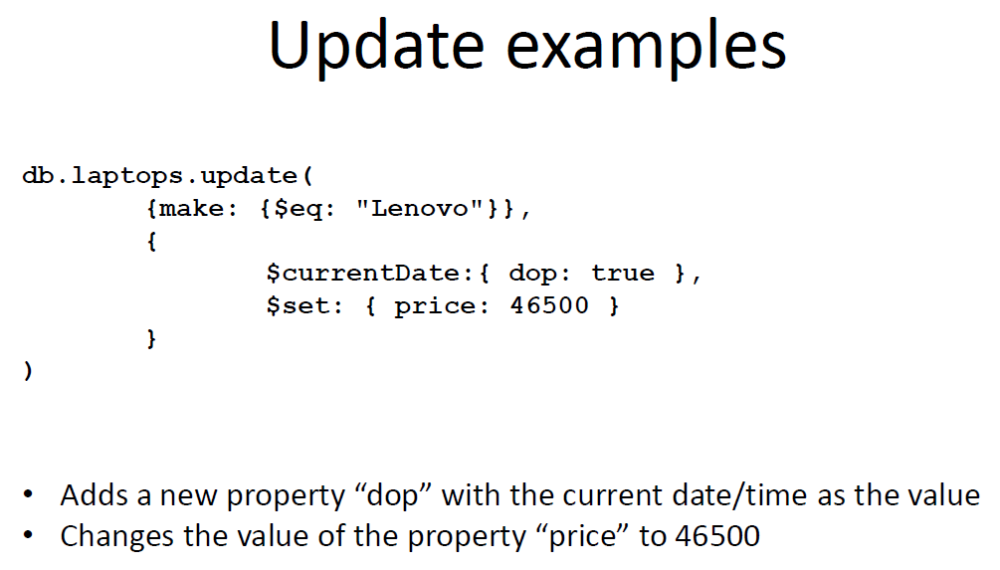 Update examples
db.laptops.update(
{make: {$eq: "Lenovo"}},
{
$currentDate:{ dop: true },
$set: { price: 46500 }
}
)
• Adds a new property “dop” with the current date/time as the value
• Changes the value of the property “price” to 46500